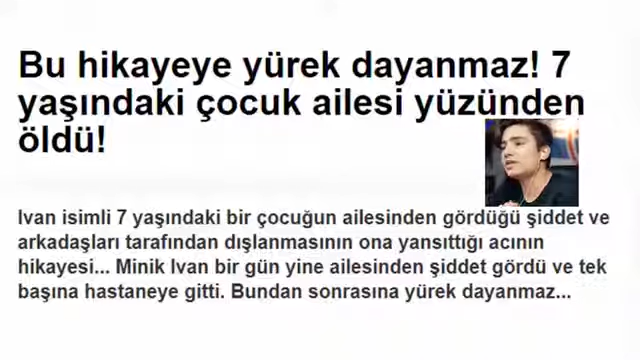 Bu hikayeye yürek dayanmaz! 7
yaşındaki çocuk ailesi yüzünden
öldü!
Ivan isimli 7 yaşındaki bir çocuğun ailesinden gördüğü şiddet ve
arkadaşları tarafından dışlanmasının ona yansıttığı acının
hikayesi... Minik Ivan bir gün yine ailesinden şiddet gördü ve tek
başına hastaneye gitti. Bundan sonrasına yürek dayanmaz...